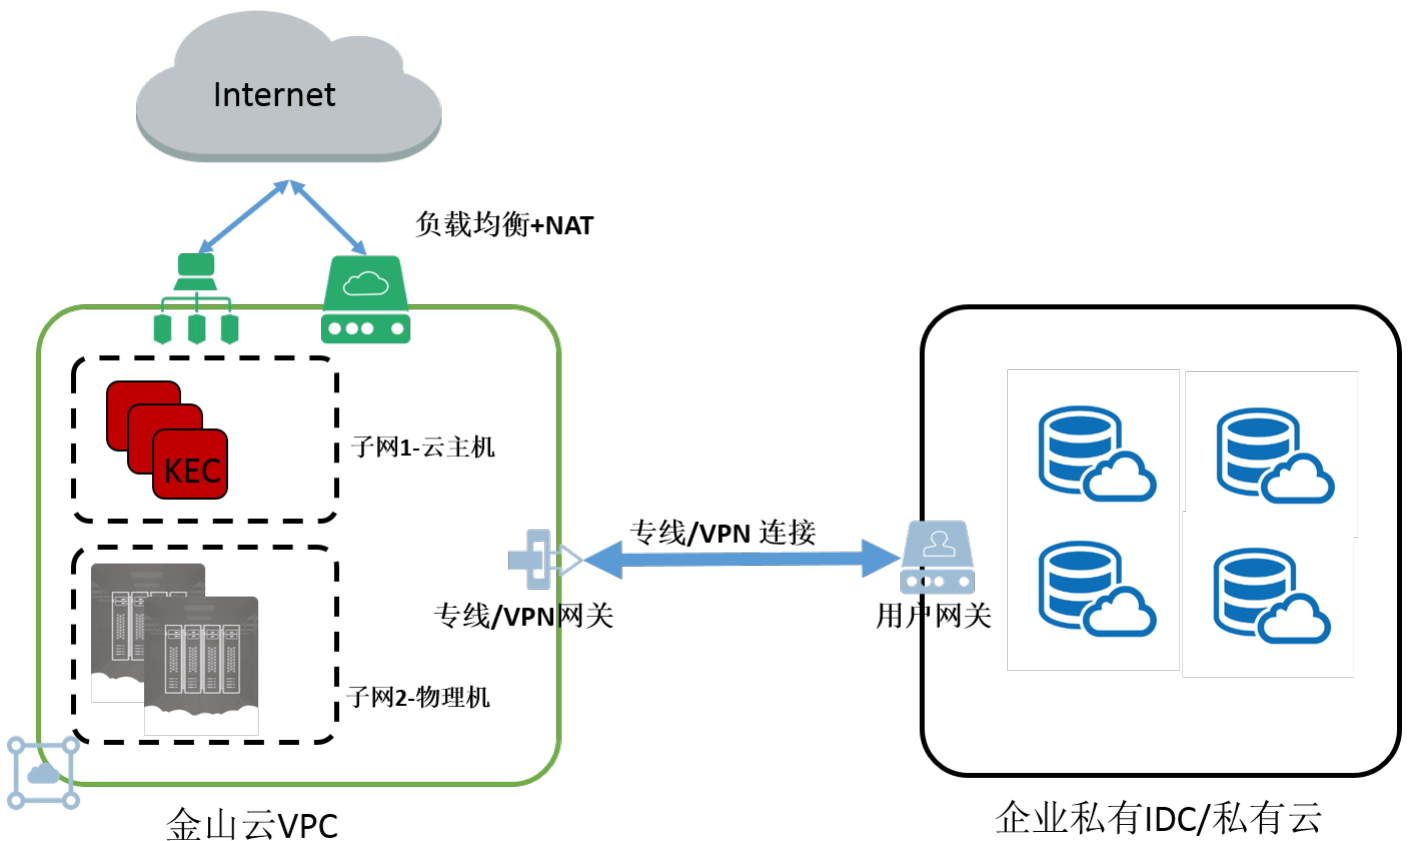 Internet
负载均衡+NAT
KEC
子网1-云主机
专线/VPN 连接
专线/VPN网关
用户网关
子网2-物理机
金山云VPC
企业私有IDC/私有云